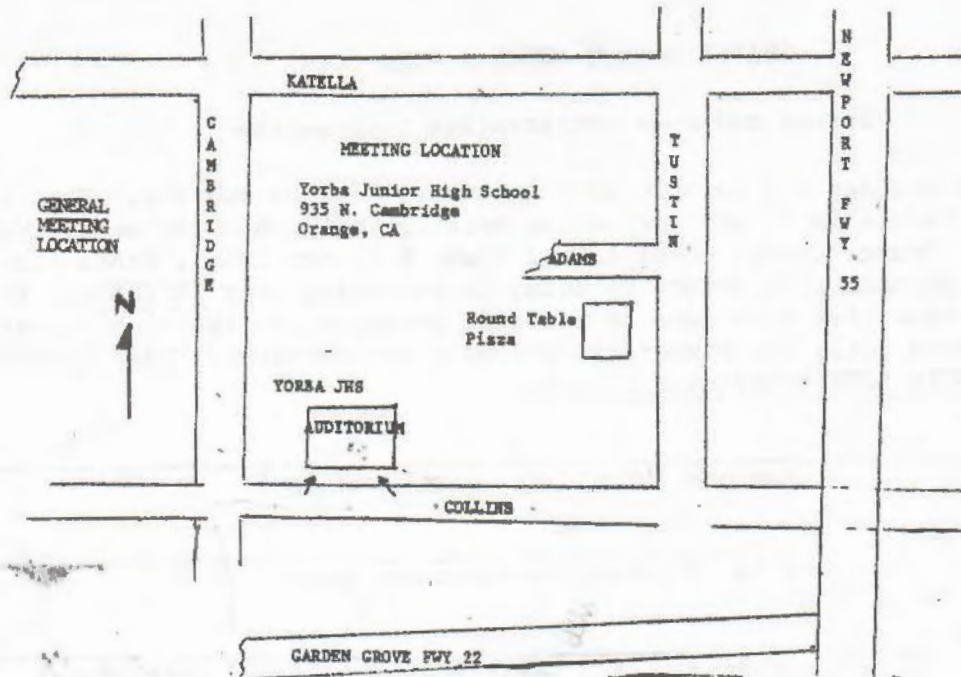 NEWPORT FWY
55
KATELLA
CAMBRIDGE
MEETING LOCATION
TUSTIN
Yorba Junior High School
935 N. Cambridge
Orange, CA
GENERAL
MEETING
LOCATION
ADAMS
N
Round Table
Pizza
YORBA JHS
AUDITORIUM
COLLINS
GARDEN GROVE FWY 22